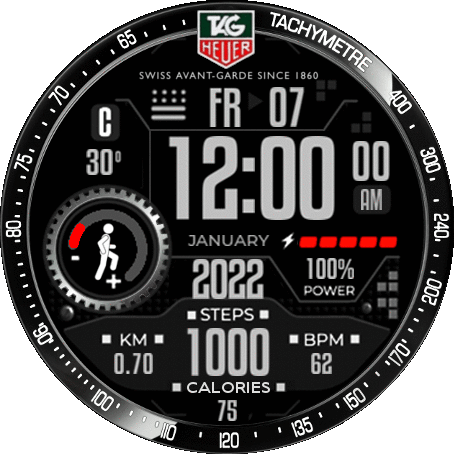 TAG
HEUER
TACHYMETRE
SWISS AVANT-GARDE SINCE 1860
FR 07
C
30°
12:00 00
AM
JANUARY
100%
POWER
2022
STEPS
1000
KM
0.70
BPM
62
CALORIES
75
- +
400
300
240
200
170
150
135
120
110
100
90
80
75
70
65